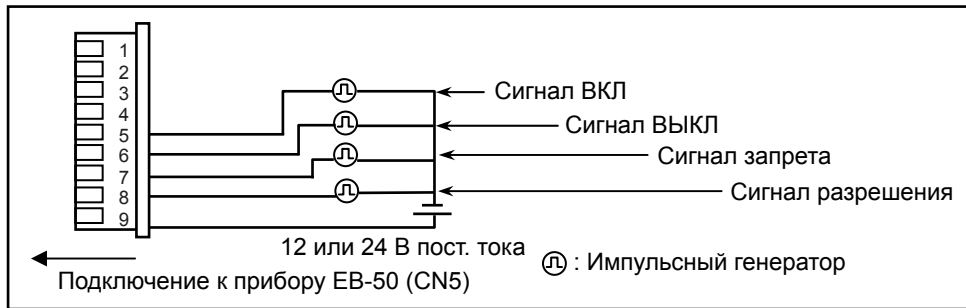 1
2
3
4
5
6
7
8
9
Сигнал ВКЛ
Сигнал ВЫКЛ
Сигнал запрета
Сигнал разрешения
12 или 24 В пост. тока
: Импульсный генератор
Подключение к прибору EB-50 (CN5)